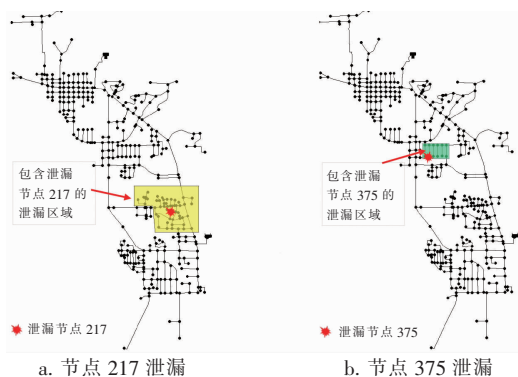 包含泄漏
节点 217 的
泄漏区域
泄漏节点 217
a. 节点 217 泄漏
包含泄漏
节点 375 的
泄漏区域
泄漏节点 375
b. 节点 375 泄漏